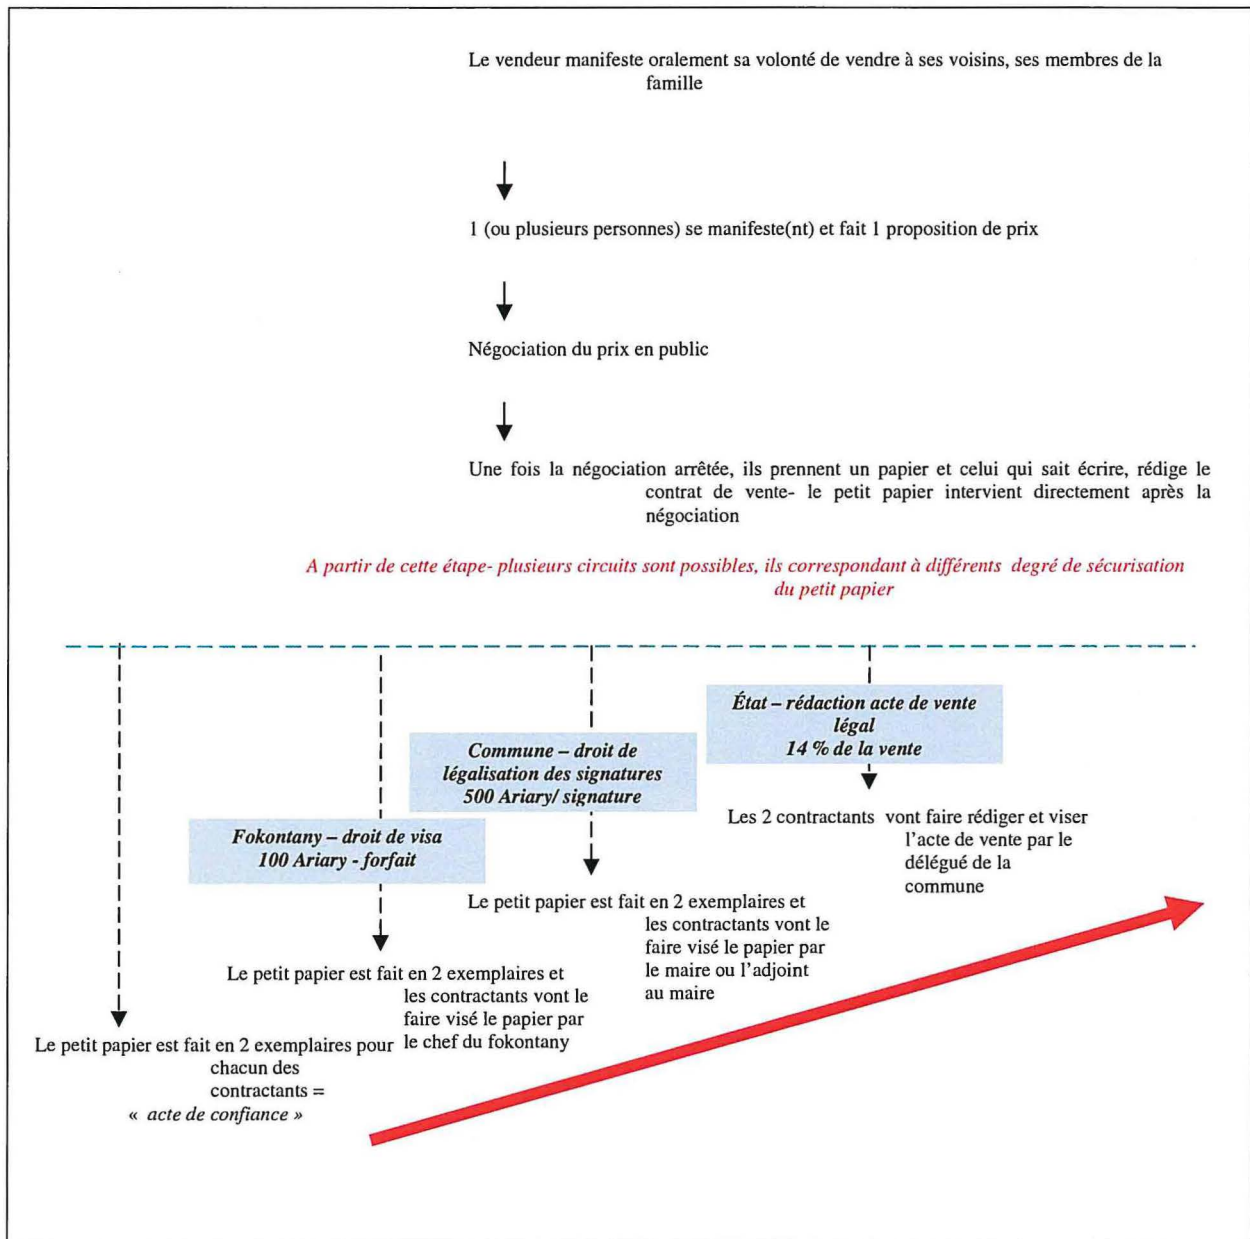 Le vendeur manifeste oralement sa volonté de vendre à ses voisins, ses membres de la
famille
1 (ou plusieurs personnes) se manifeste(nt) et fait 1 proposition de prix
Négociation du prix en public
Une fois la négociation arrêtée, ils prennent un papier et celui qui sait écrire, rédige le
contrat de vente- le petit papier intervient directement après la
négociation
A partir de cette étape- plusieurs circuits sont possibles, ils correspondant à différents degré de sécurisation
du petit papier
État – rédaction acte de vente
légal
14 % de la vente
Commune – droit de
légalisation des signatures
500 Ariary/ signature
Fokontany – droit de visa
100 Ariary - forfait
Les 2 contractants vont faire rédiger et viser
l'acte de vente par le
délégué de la
commune
Le petit papier est fait en 2 exemplaires et
les contractants vont le
faire visé le papier par
le maire ou l'adjoint
au maire
Le petit papier est fait en 2 exemplaires et
les contractants vont le
faire visé le papier par
le chef du fokontany
Le petit papier est fait en 2 exemplaires pour
chacun des
contractants =
« acte de confiance »